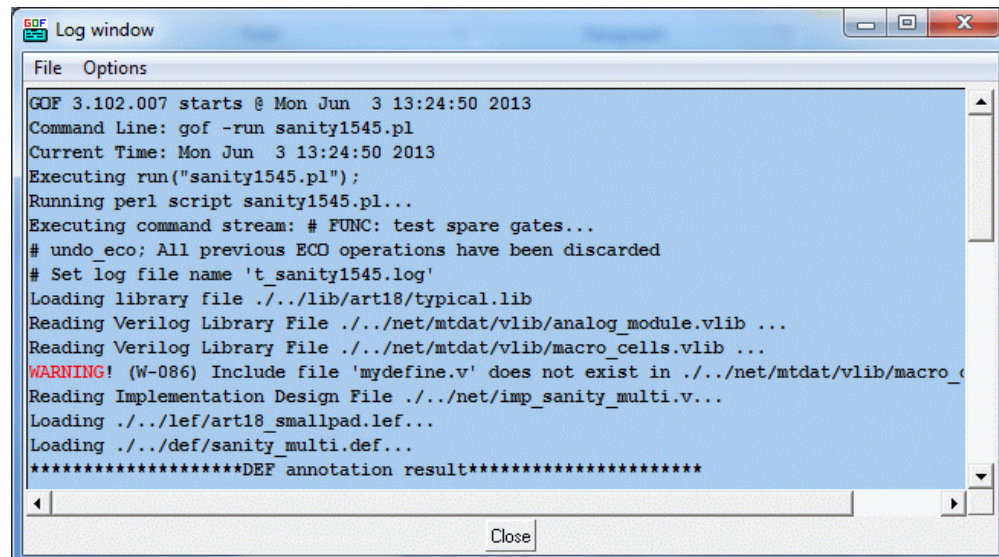 GOF Log window
File Options
GOF 3.102.007 starts @ Mon Jun  3 13:24:50 2013
Command Line: gof -run sanity1545.pl
Current Time: Mon Jun  3 13:24:50 2013
Executing run("sanity1545.pl");
Running perl script sanity1545.pl...
Executing command stream: # FUNC: test spare gates...
# undo_eco; All previous ECO operations have been discarded
# Set log file name 't_sanity1545.log'
Loading library file ./../lib/art18/typical.lib
Reading Verilog Library File ./../net/mtdat/vlib/analog_module.vlib ...
Reading Verilog Library File ./../net/mtdat/vlib/macro_cells.vlib ...
WARNING! (W-086) Include file 'mydefine.v' does not exist in ./../net/mtdat/vlib/macro_
Reading Implementation Design File ./../net/imp_sanity_multi.v...
Loading ./../lef/art18_smallpad.lef...
Loading ./../def/sanity_multi.def...
********************DEF annotation result**********************
Close